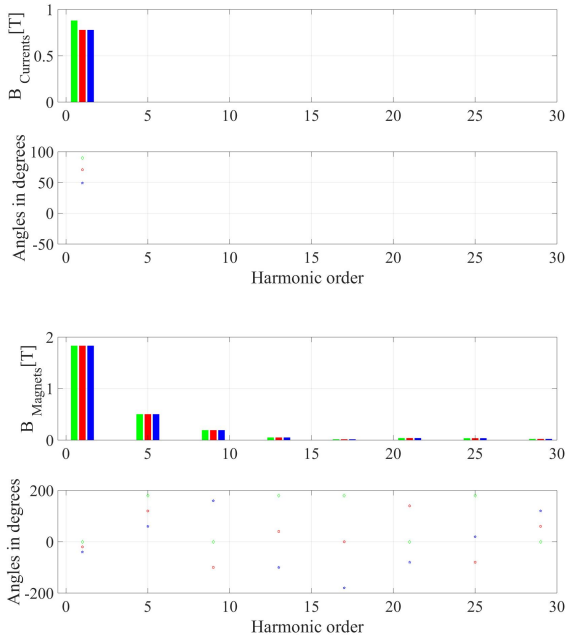 1
0.5
0
B Currents[T]
0 5 10 15 20 25 30
100
50
0
-50
Angles in degrees
0 5 10 15 20 25 30
Harmonic order
2
1
0
B Magnets[T]
0 5 10 15 20 25 30
200
0
-200
Angles in degrees
0 5 10 15 20 25 30
Harmonic order